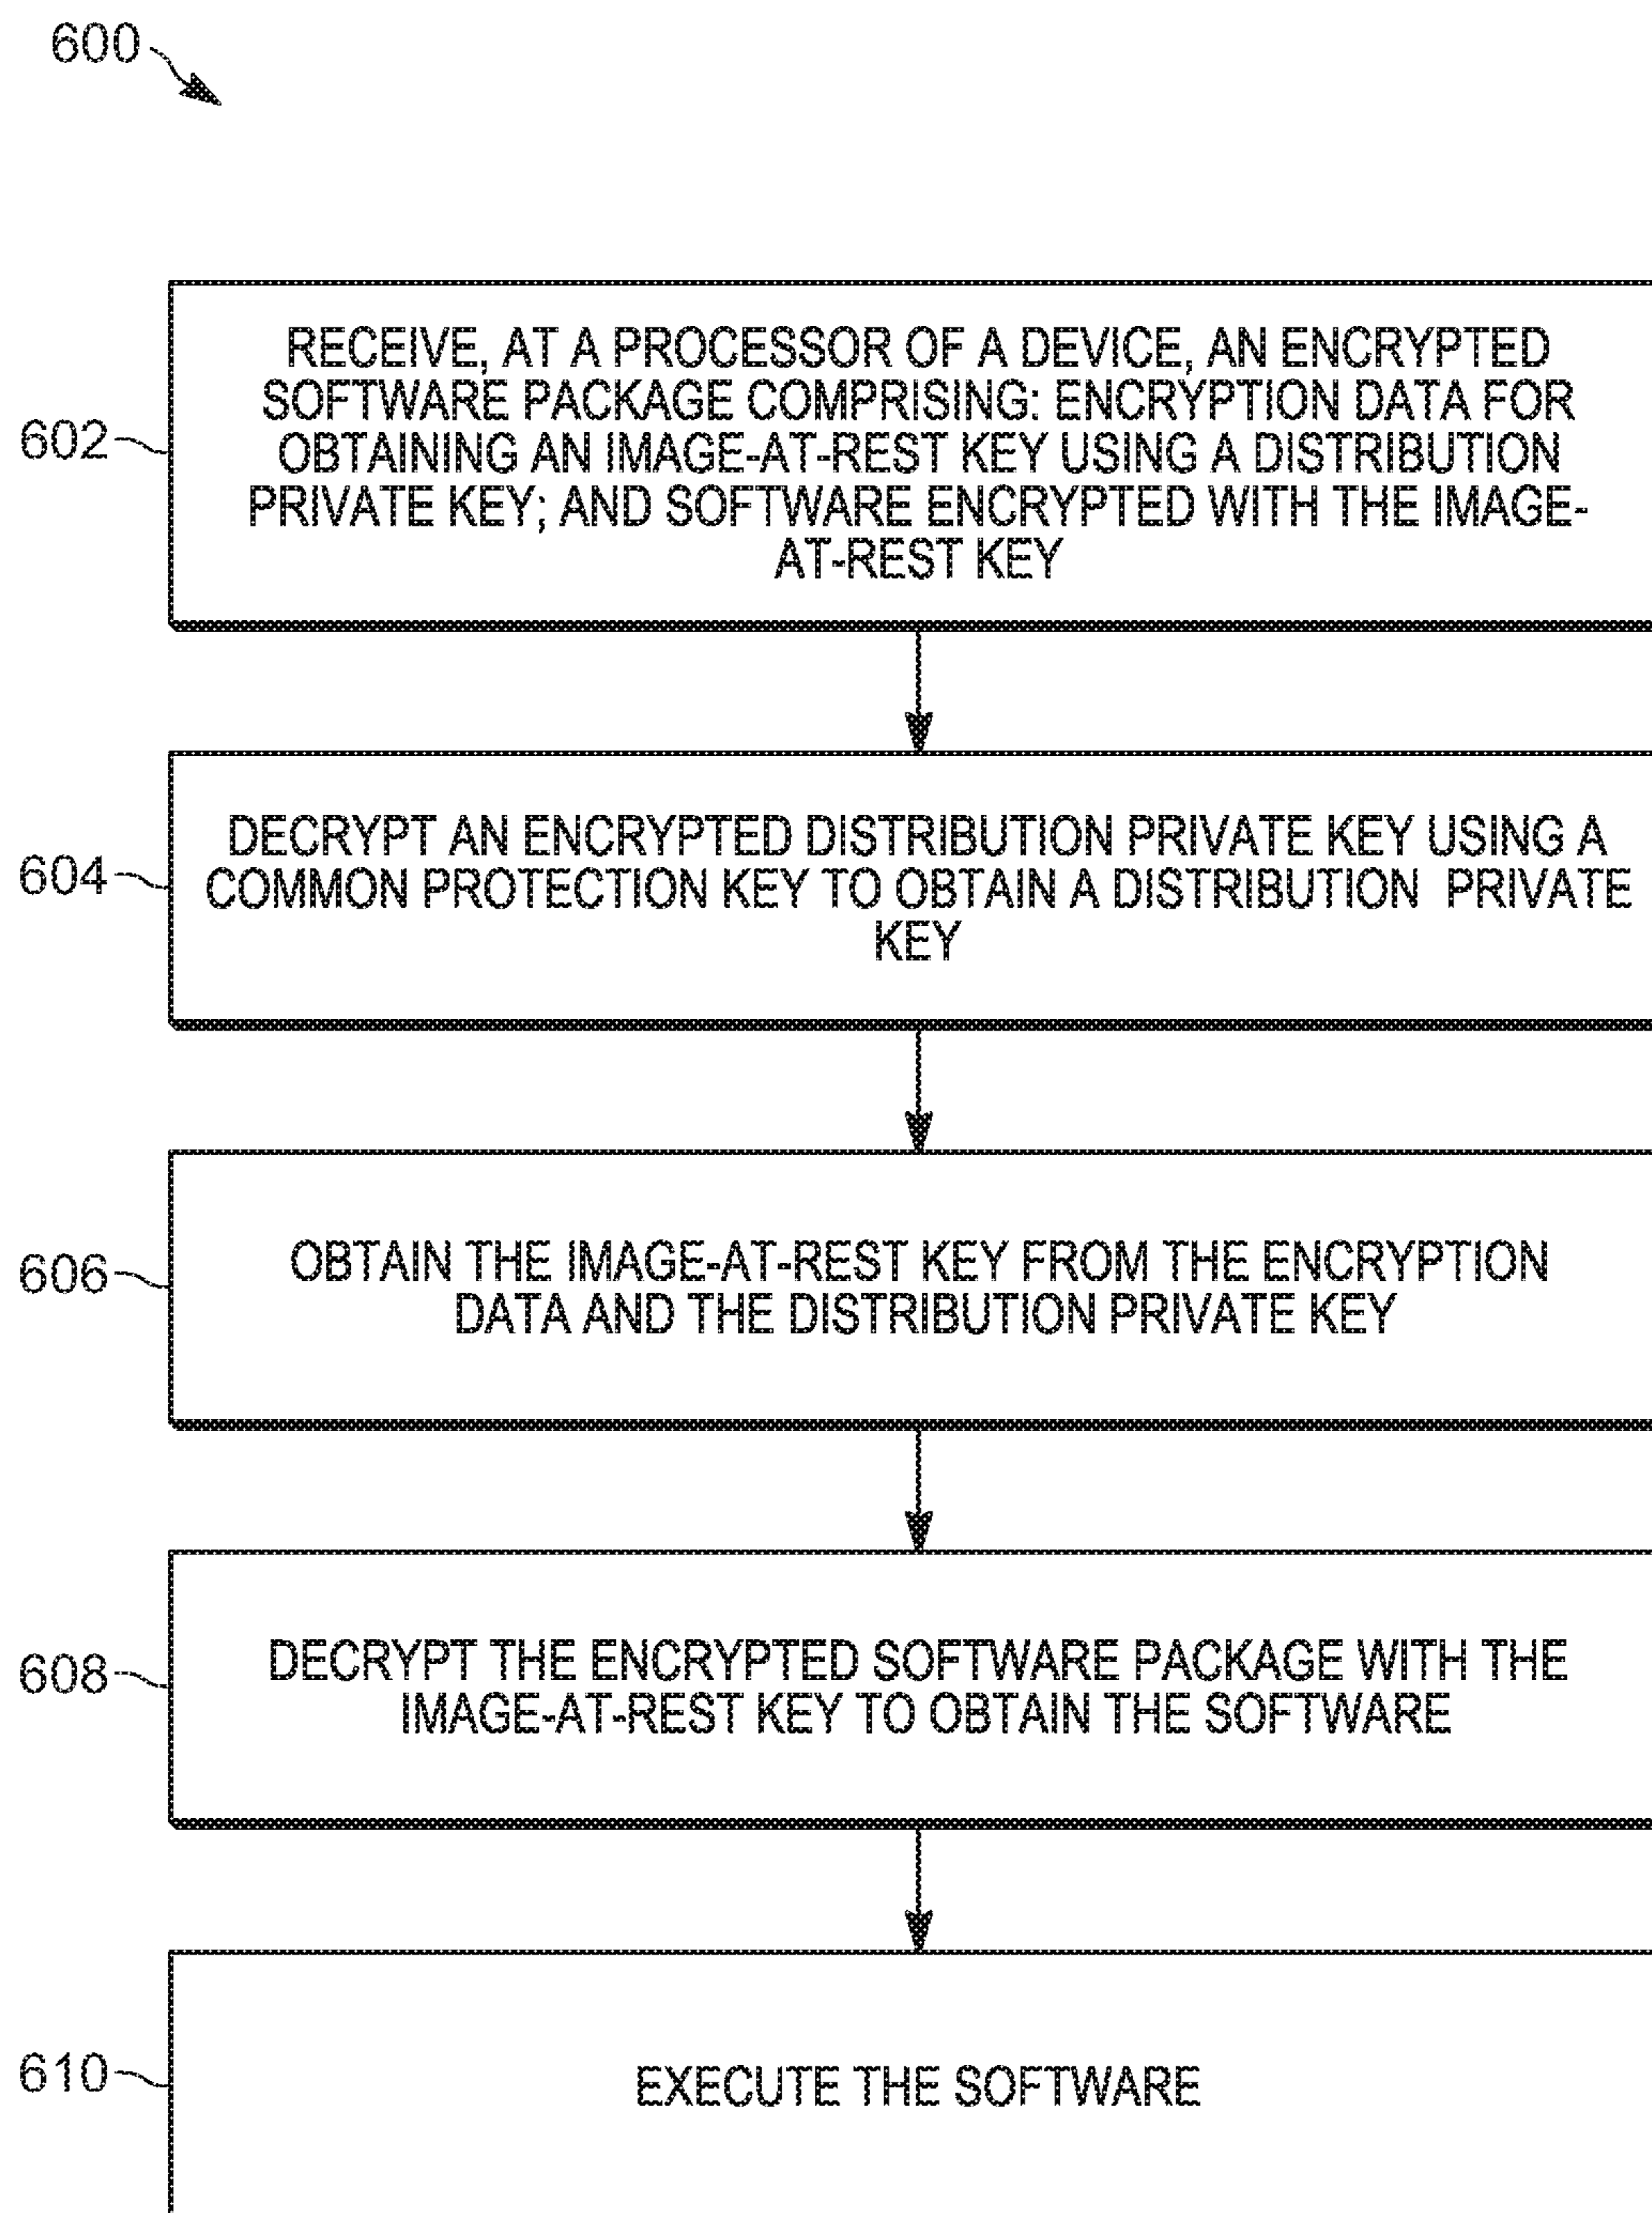 600
602
RECEIVE, AT A PROCESSOR OF A DEVICE, AN ENCRYPTED
SOFTWARE PACKAGE COMPRISING: ENCRYPTION DATA FOR
OBTAINING AN IMAGE-AT-REST KEY USING A DISTRIBUTION
PRIVATE KEY; AND SOFTWARE ENCRYPTED WITH THE IMAGE-
AT-REST KEY
604
DECRYPT AN ENCRYPTED DISTRIBUTION PRIVATE KEY USING A
COMMON PROTECTION KEY TO OBTAIN A DISTRIBUTION PRIVATE
KEY
606
OBTAIN THE IMAGE-AT-REST KEY FROM THE ENCRYPTION
DATA AND THE DISTRIBUTION PRIVATE KEY
608
DECRYPT THE ENCRYPTED SOFTWARE PACKAGE WITH THE
IMAGE-AT-REST KEY TO OBTAIN THE SOFTWARE
610
EXECUTE THE SOFTWARE